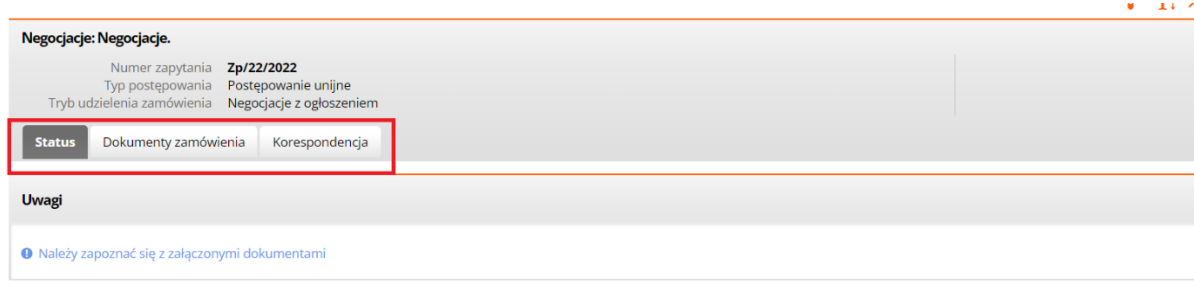 Negocjacje: Negocjacje.
Numer zapytania Zp/22/2022
Typ postępowania Postępowanie unijne
Tryb udzielenia zamówienia Negocjacje z ogłoszeniem
Status Dokumenty zamówienia Korespondencja
Uwagi
Należy zapoznać się z załączonymi dokumentami